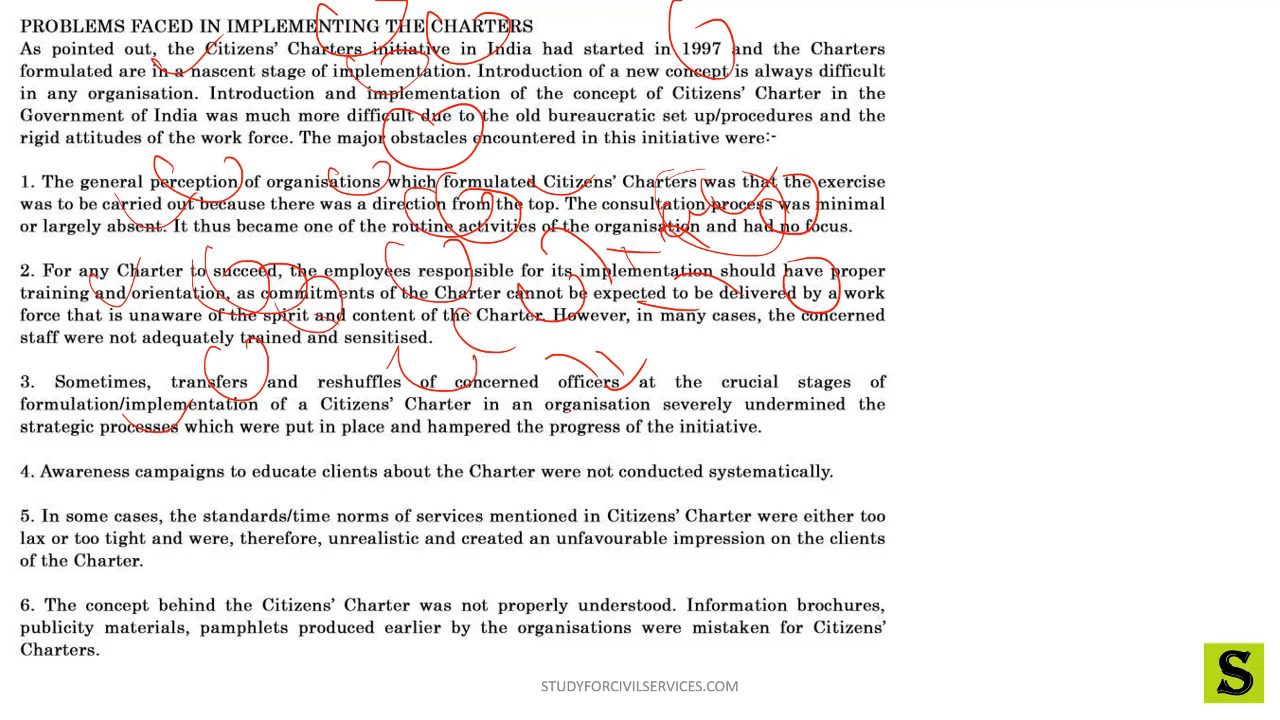 PROBLEMS FACED IN IMPLEMENTING THE CHARTERS
As pointed out, the Citizens' Charters initiative in India had started in 1997 and the Charters
formulated are in a nascent stage of implementation. Introduction of a new concept is always difficult
in any organisation. Introduction and implementation of the concept of Citizens' Charter in the
Government of India was much more difficult due to the old bureaucratic set up/procedures and the
rigid attitudes of the work force. The major obstacles encountered in this initiative were:-
1. The general perception of organisations which formulated Citizens' Charters was that the exercise
was to be carried out because there was a direction from the top. The consultation process was minimal
or largely absent. It thus became one of the routine activities of the organisation and had no focus.
2. For any Charter to succeed, the employees responsible for its implementation should have proper
training and orientation, as commitments of the Charter cannot be expected to be delivered by a work
force that is unaware of the spirit and content of the Charter. However, in many cases, the concerned
staff were not adequately trained and sensitised.
3. Sometimes, transfers and reshuffles of concerned officers at the crucial stages of
formulation/implementation of a Citizens' Charter in an organisation severely undermined the
strategic processes which were put in place and hampered the progress of the initiative.
4. Awareness campaigns to educate clients about the Charter were not conducted systematically.
5. In some cases, the standards/time norms of services mentioned in Citizens' Charter were either too
lax or too tight and were, therefore, unrealistic and created an unfavourable impression on the clients
of the Charter.
6. The concept behind the Citizens' Charter was not properly understood. Information brochures,
publicity materials, pamphlets produced earlier by the organisations were mistaken for Citizens'
Charters.
STUDYFORCIVILSERVICES.COM
S